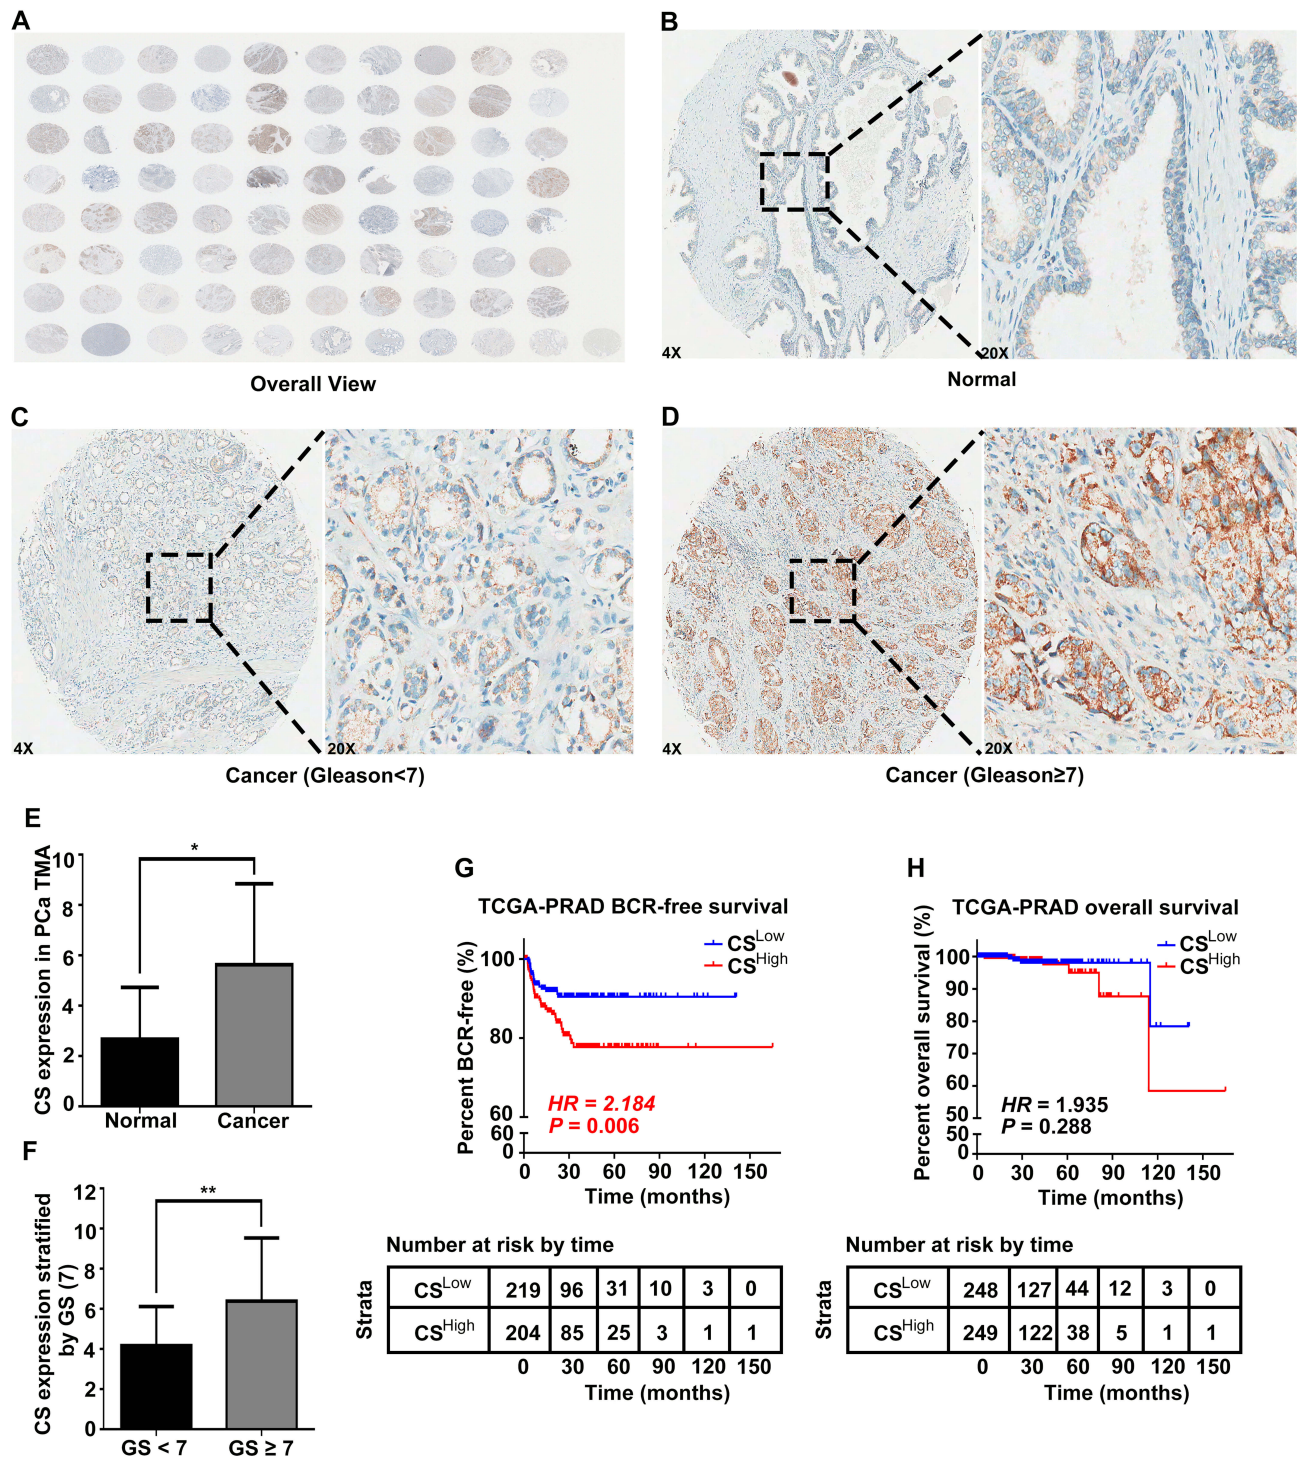 A
Overall View
B
4X
20X
Normal
C
4X
20X
Cancer (Gleason<7)
D
4X
20X
Cancer (Gleason≥7)
E
CS expression in PCa TMA
10
8
6
4
2
0
*
Normal
Cancer
F
CS expression stratified
by GS (7)
12
10
8
6
4
2
0
**
GS < 7
GS ≥ 7
G
TCGA-PRAD BCR-free survival
Percent BCR-free (%)
100
80
60
60
0
CSLow
CSHigh
HR = 2.184
P = 0.006
0 30 60 90 120 150
Time (months)
Number at risk by time
Strata
CSLow 219 96 31 10 3 0
CSHigh 204 85 25 3 1 1
0 30 60 90 120 150
Time (months)
H
TCGA-PRAD overall survival
Percent overall survival (%)
100
90
80
70
60
50
50
0
CSLow
CSHigh
HR = 1.935
P = 0.288
0 30 60 90 120 150
Time (months)
Number at risk by time
Strata
CSLow 248 127 44 12 3 0
CSHigh 249 122 38 5 1 1
0 30 60 90 120 150
Time (months)